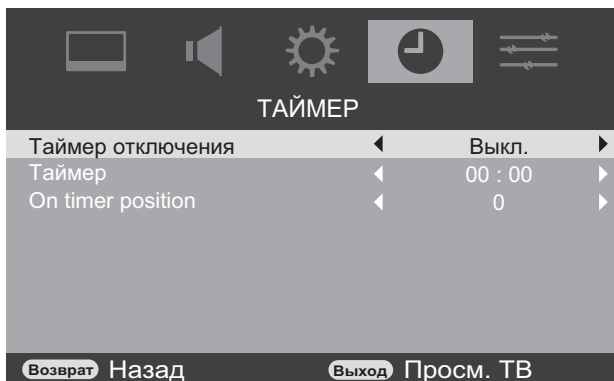 ТАЙМЕР
Таймер отключения Выкл.
Таймер 00 : 00
On timer position 0
Возврат Назад Выход Просм. ТВ